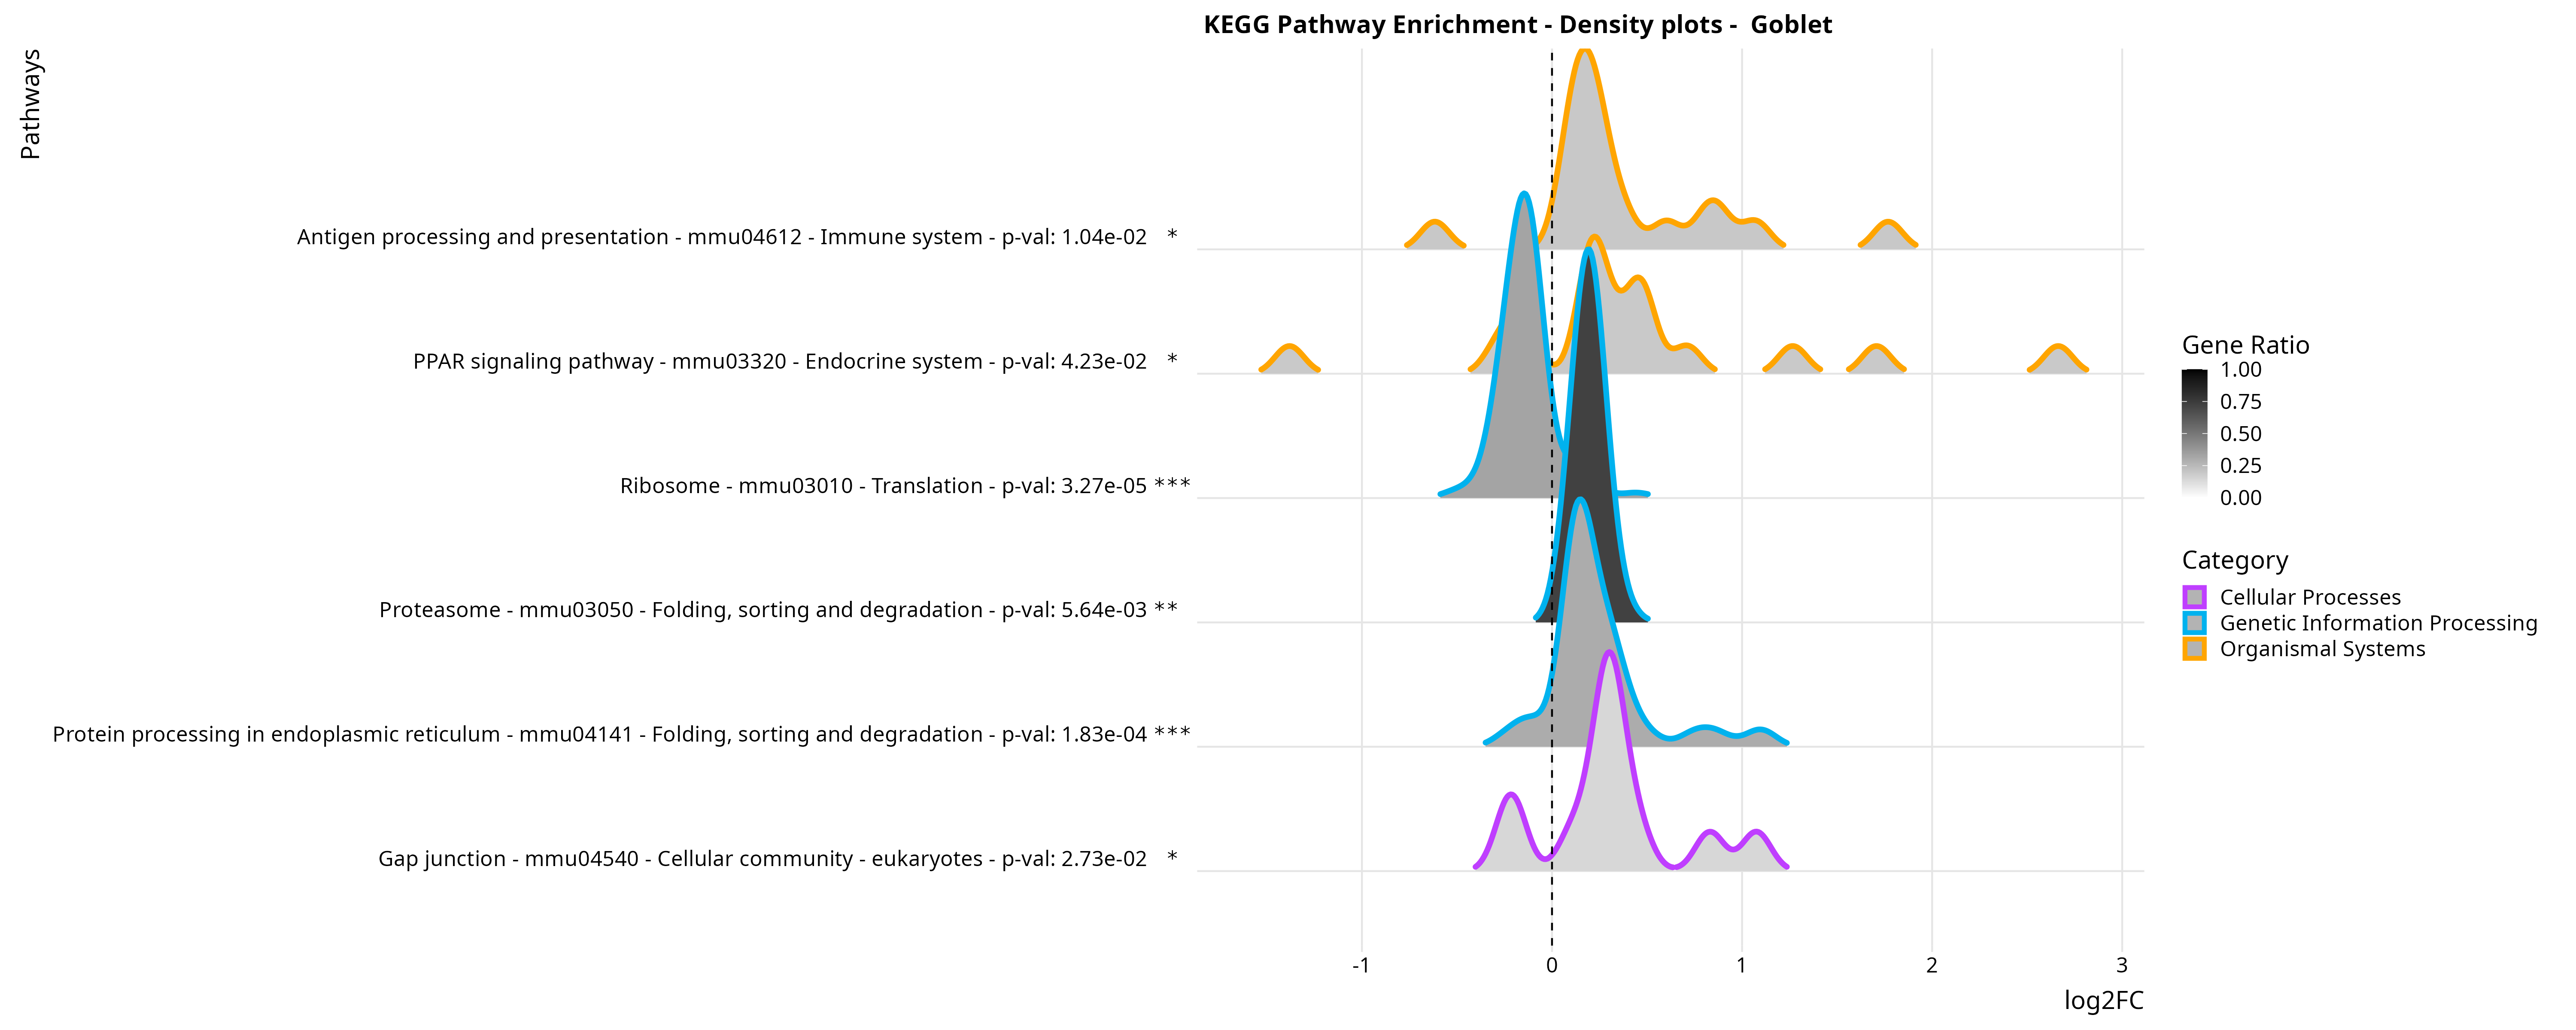 KEGG Pathway Enrichment - Density plots -  Goblet
Pathways
Antigen processing and presentation - mmu04612 - Immune system - p-val: 1.04e-02 *
PPAR signaling pathway - mmu03320 - Endocrine system - p-val: 4.23e-02 *
Ribosome - mmu03010 - Translation - p-val: 3.27e-05 ***
Proteasome - mmu03050 - Folding, sorting and degradation - p-val: 5.64e-03 **
Protein processing in endoplasmic reticulum - mmu04141 - Folding, sorting and degradation - p-val: 1.83e-04 ***
Gap junction - mmu04540 - Cellular community - eukaryotes - p-val: 2.73e-02 *
-1 0 1 2 3
log2FC
Gene Ratio
1.00
0.75
0.50
0.25
0.00
Category
Cellular Processes
Genetic Information Processing
Organismal Systems